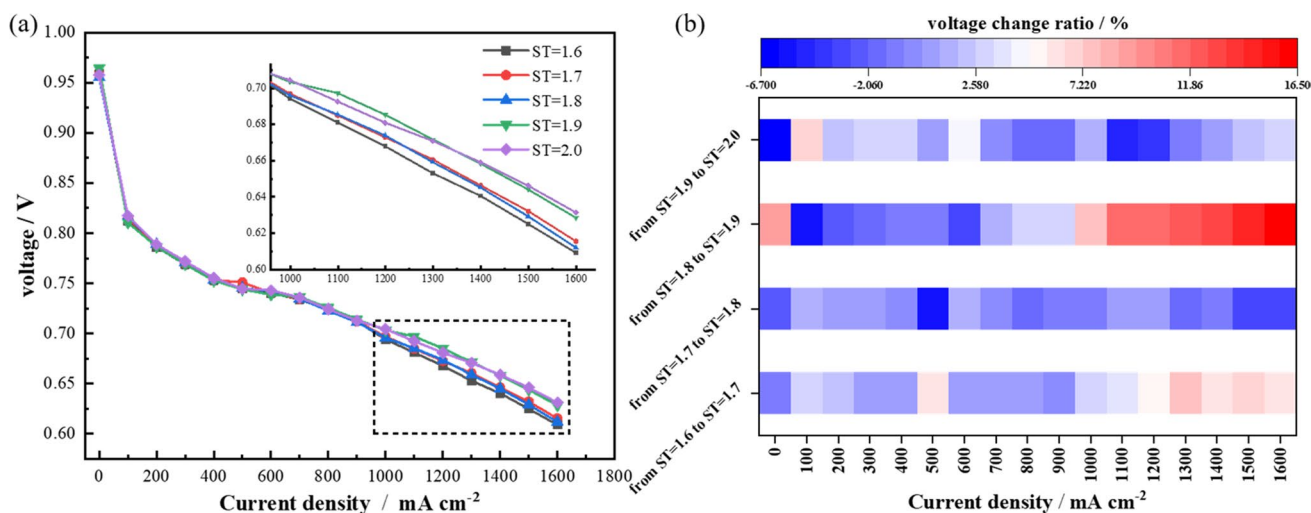 (a)
1.00
0.95
0.90
0.85
0.80
0.75
0.70
0.65
0.60
voltage / V
0 200 400 600 800 1000 1200 1400 1600 1800
Current density / mA cm-2
ST=1.6
ST=1.7
ST=1.8
ST=1.9
ST=2.0
0.70
0.68
0.66
0.64
0.62
0.60
1000 1100 1200 1300 1400 1500 1600
(b)
voltage change ratio / %
-6.700 -2.060 2.580 7.220 11.86 16.50
from ST=1.9 to ST=2.0
from ST=1.8 to ST=1.9
from ST=1.7 to ST=1.8
from ST=1.6 to ST=1.7
0 100 200 300 400 500 600 700 800 900 1000 1100 1200 1300 1400 1500 1600
Current density / mA cm-2